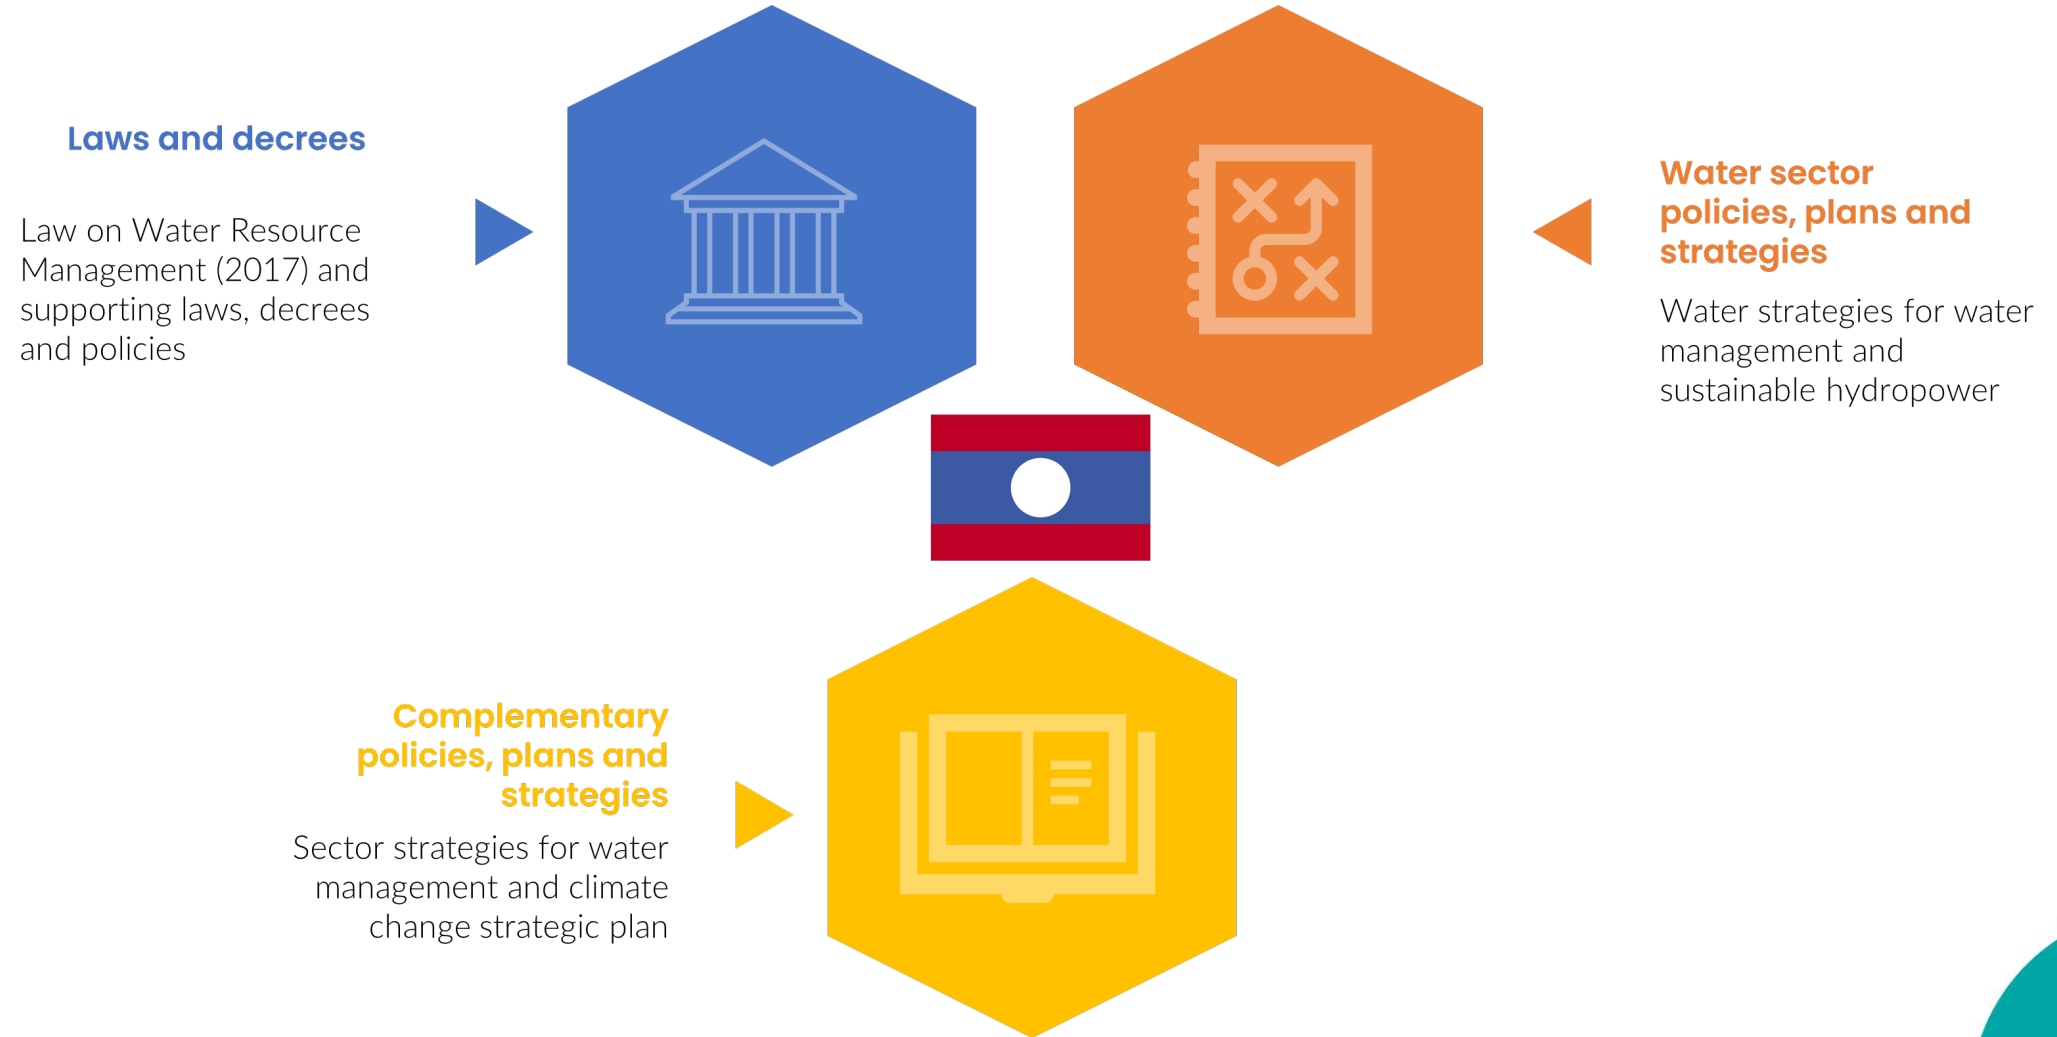 Laws and decrees
Law on Water Resource
Management (2017) and
supporting laws, decrees
and policies
Water sector
policies, plans and
strategies
Water strategies for water
management and
sustainable hydropower
Complementary
policies, plans and
strategies
Sector strategies for water
management and climate
change strategic plan